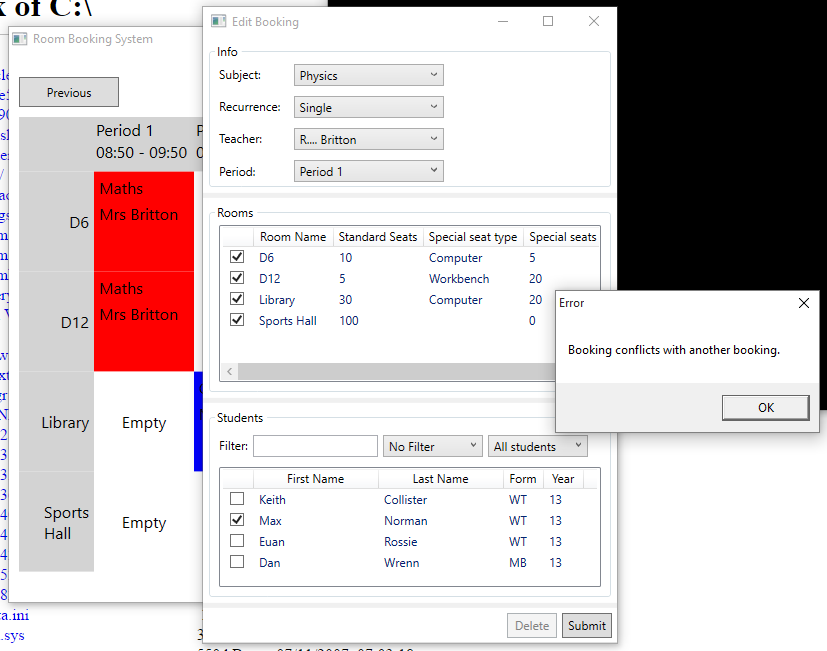 k of C:\
Room Booking System
Previous
Period 1
08:50 - 09:50
D6
Maths
Mrs Britton
D12
Maths
Mrs Britton
Library
Empty
Sports
Hall
Empty
ta.ini
.sys
Edit Booking
Info
Subject:
Physics
Recurrence:
Single
Teacher:
R.... Britton
Period:
Period 1
Rooms
Room Name Standard Seats Special seat type Special seats
D6 10 Computer 5
D12 5 Workbench 20
Library 30 Computer 20
Sports Hall 100 0
Students
Filter:
No Filter
All students
First Name Last Name Form Year
Keith Collister WT 13
Max Norman WT 13
Euan Rossie WT 13
Dan Wrenn MB 13
Delete
Submit
Error
Booking conflicts with another booking.
OK